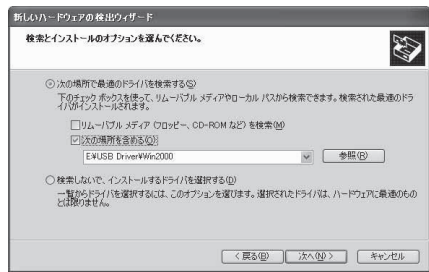 新しいハードウェアの検出ウィザード
検索とインストールのオプションを選んでください。
次の場所で最適のドライバを検索する(S)
下のチェック ボックスを使って、リムーバブル メディアやローカル パスから検索できます。検索された最適のドラ
イバがインストールされます。
リムーバブル メディア (フロッピー、CD-ROM など) を検索(M)
次の場所を含める(O):
E¥USB Driver¥Win2000
参照(R)
検索しないで、インストールするドライバを選択する(D)
一覧からドライバを選択するには、このオプションを選びます。選択されたドライバは、ハードウェアに最適のもの
とは限りません。
< 戻る(B)
次へ(N) >
キャンセル